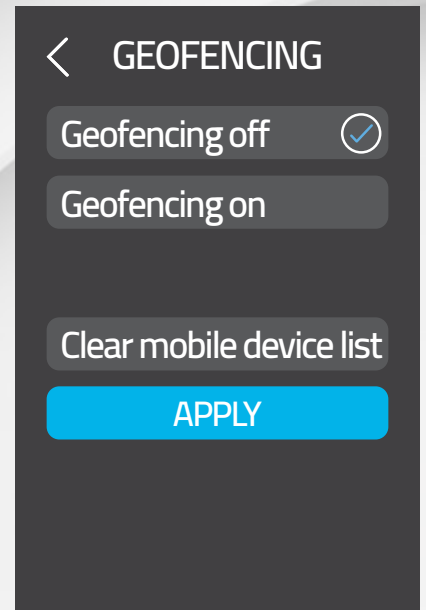 GEOFENCING
Geofencing off
Geofencing on
Clear mobile device list
APPLY